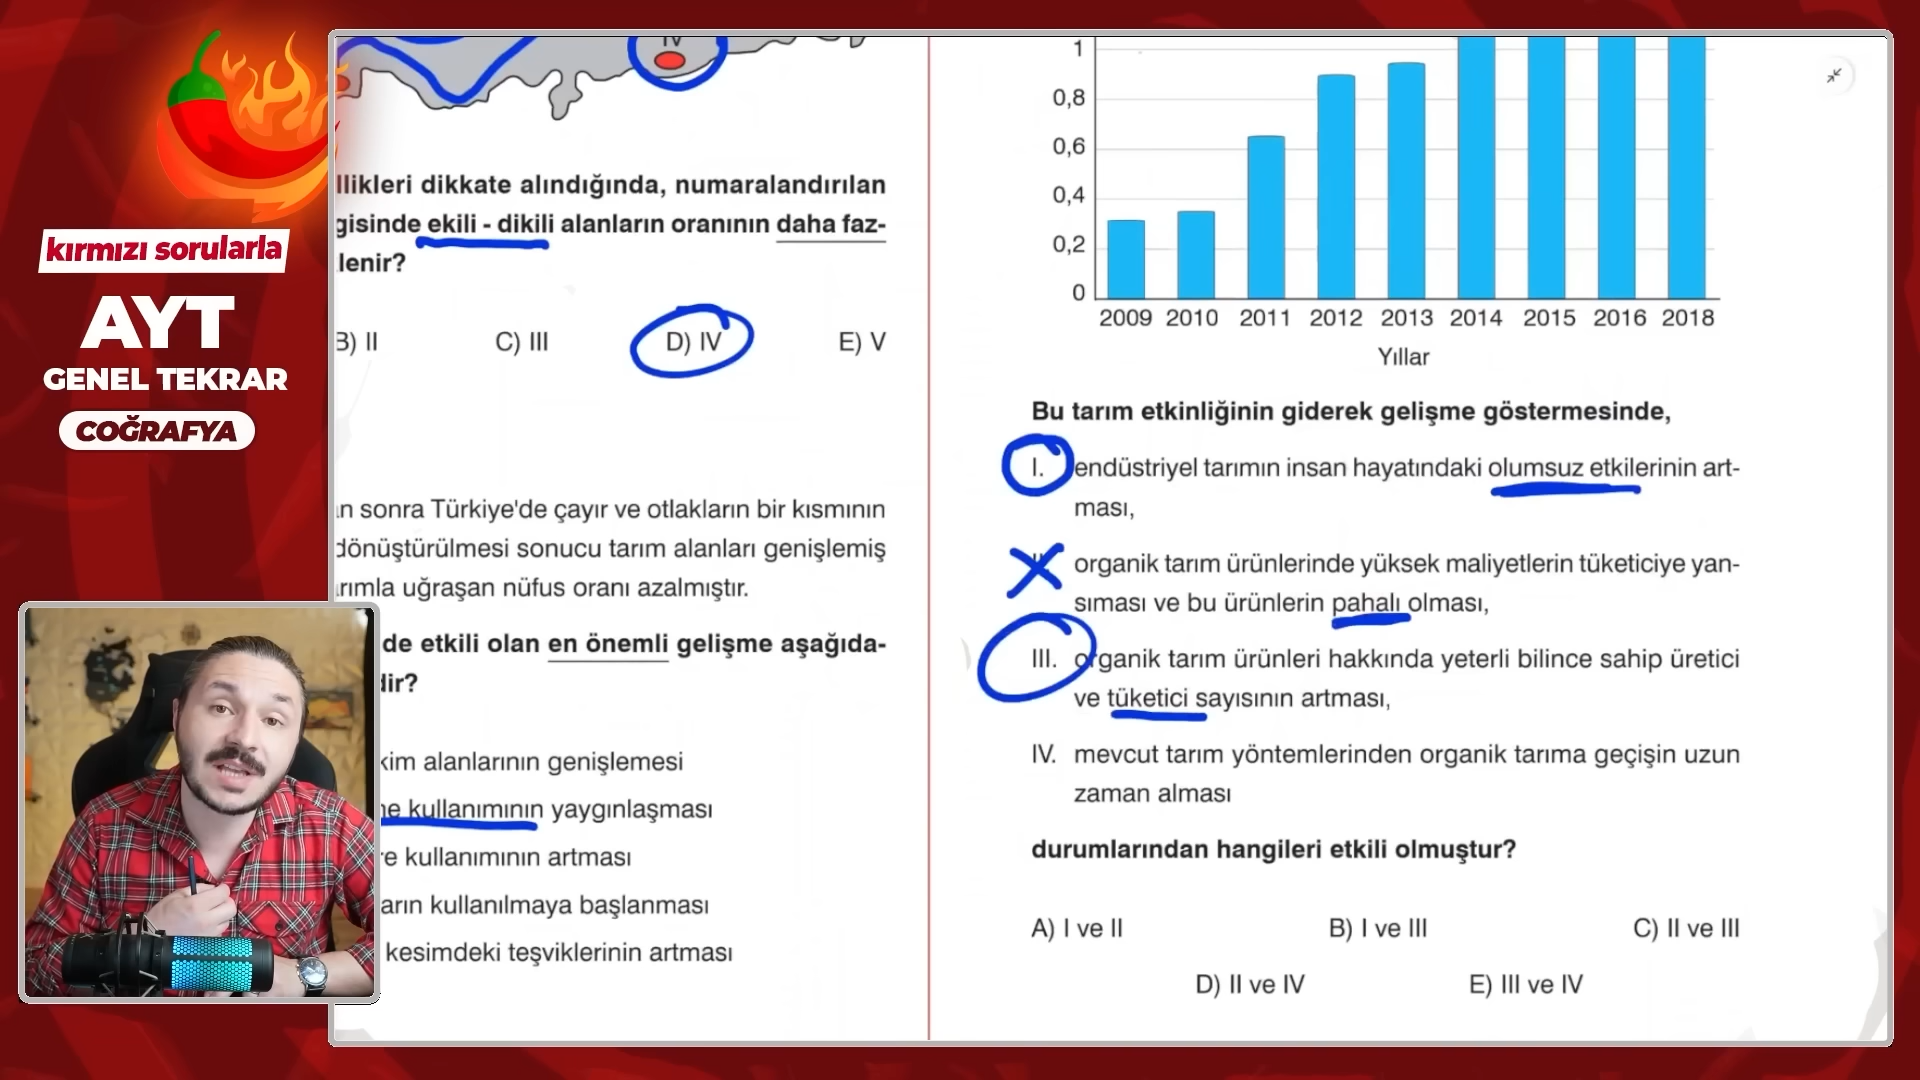 kırmızı sorularla
AYT
GENEL TEKRAR
COĞRAFYA
IV
llikleri dikkate alındığında, numaralandırılan
gisinde ekili - dikili alanların oranının daha faz-
lenir?
B) II C) III D) IV E) V
n sonra Türkiye'de çayır ve otlakların bir kısmının
dönüştürülmesi sonucu tarım alanları genişlemiş
rımla uğraşan nüfus oranı azalmıştır.
de etkili olan en önemli gelişme aşağıda-
dir?
kim alanlarının genişlemesi
ne kullanımının yaygınlaşması
re kullanımının artması
arın kullanılmaya başlanması
kesimdeki teşviklerinin artması
1
0,8
0,6
0,4
0,2
0
2009 2010 2011 2012 2013 2014 2015 2016 2018
Yıllar
Bu tarım etkinliğinin giderek gelişme göstermesinde,
I. endüstriyel tarımın insan hayatındaki olumsuz etkilerinin art-
ması,
organik tarım ürünlerinde yüksek maliyetlerin tüketiciye yan-
sıması ve bu ürünlerin pahalı olması,
III. organik tarım ürünleri hakkında yeterli bilince sahip üretici
ve tüketici sayısının artması,
IV. mevcut tarım yöntemlerinden organik tarıma geçişin uzun
zaman alması
durumlarından hangileri etkili olmuştur?
A) I ve II B) I ve III C) II ve III
D) II ve IV E) III ve IV